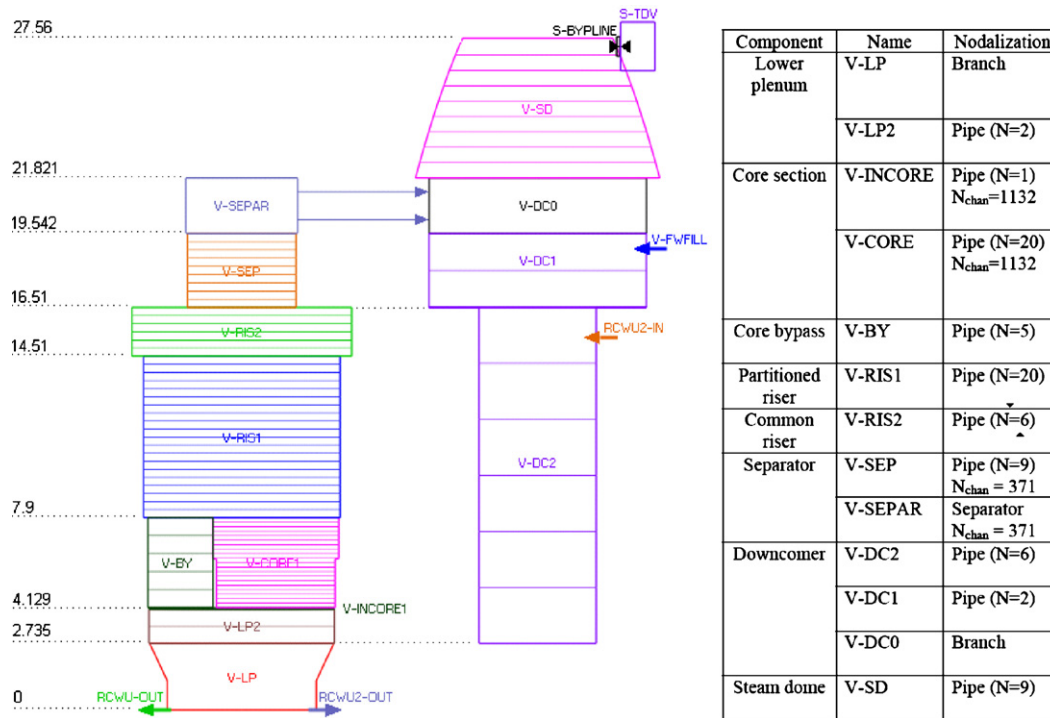 27.56
21.821
19.542
16.51
14.51
7.9
4.129
2.735
0
S-TDV
S-BYPLINE
V-SD
V-SEPAR
V-DC0
V-FWFILL
V-SEP
V-DC1
V-RIS2
RCWU2-IN
V-RIS1
V-DC2
V-BY
V-CORE1
V-INCORE1
V-LP2
V-LP
RCWU-OUT
RCWU2-OUT
Component Name Nodalization
Lower plenum V-LP Branch
V-LP2 Pipe (N=2)
Core section V-INCORE Pipe (N=1)
Nchan=1132
V-CORE Pipe (N=20)
Nchan=1132
Core bypass V-BY Pipe (N=5)
Partitioned riser V-RIS1 Pipe (N=20)
Common riser V-RIS2 Pipe (N=6)
Separator V-SEP Pipe (N=9)
Nchan = 371
V-SEPAR Separator
Nchan = 371
Downcomer V-DC2 Pipe (N=6)
V-DC1 Pipe (N=2)
V-DC0 Branch
Steam dome V-SD Pipe (N=9)